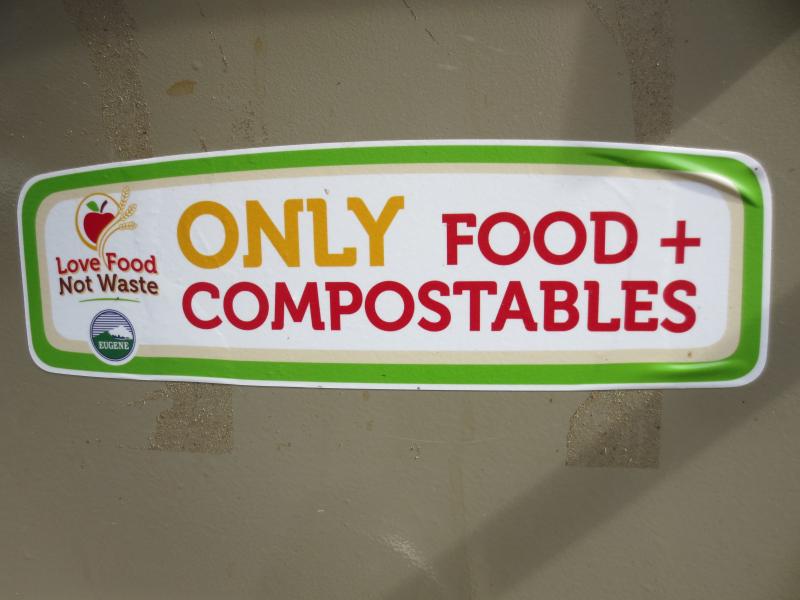 Love Food
Not Waste
EUGENE
ONLY FOOD +
COMPOSTABLES